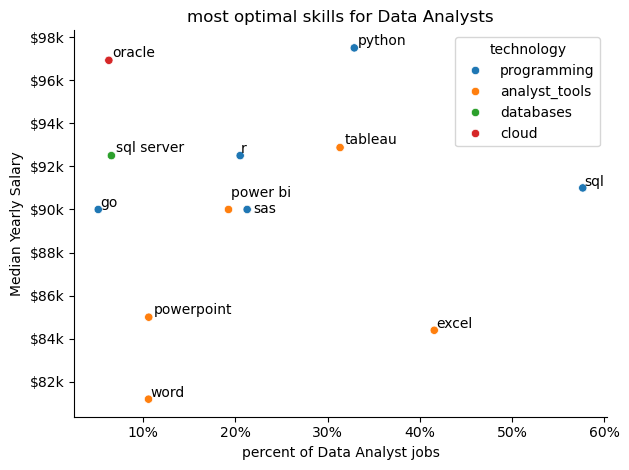 most optimal skills for Data Analysts
Median Yearly Salary
$98k
$96k
$94k
$92k
$90k
$88k
$86k
$84k
$82k
oracle
python
sql server
r
tableau
go
power bi
sas
sql
powerpoint
excel
word
technology
programming
analyst_tools
databases
cloud
10%
20%
30%
40%
50%
60%
percent of Data Analyst jobs